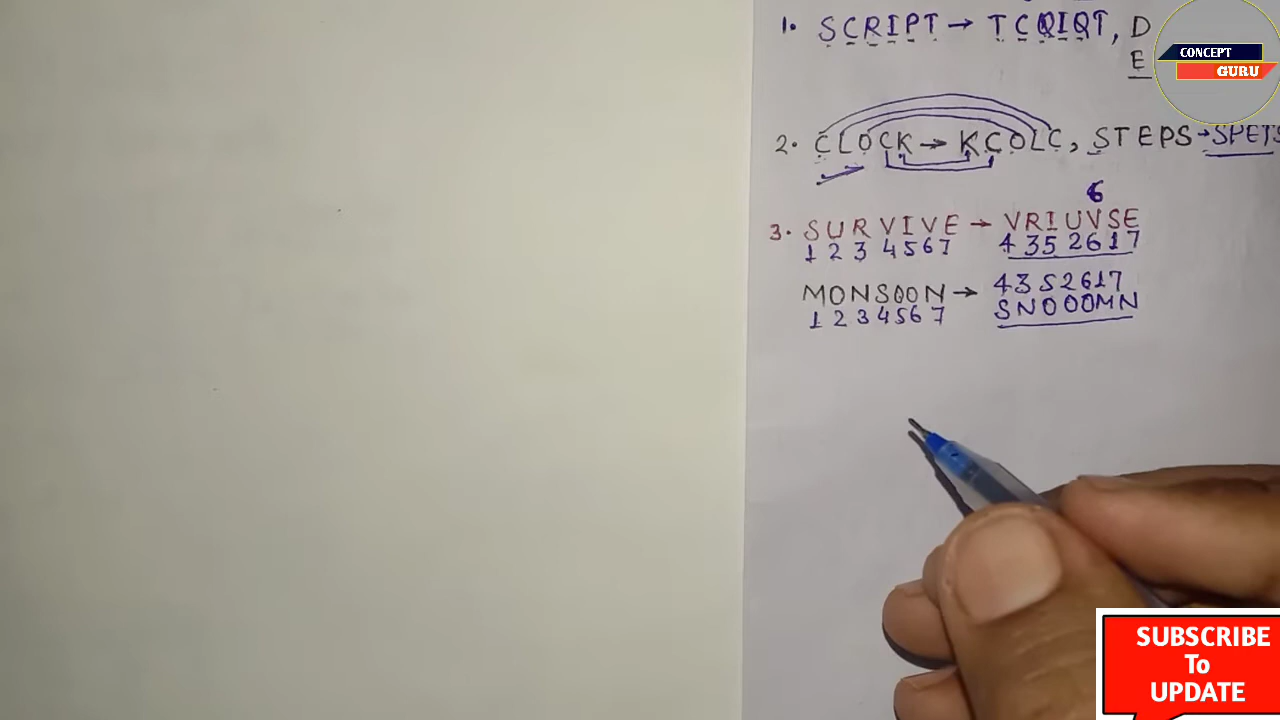 1. SCRIPT → TCQIQT, D
E
CONCEPT
GURU
2. CLOCK → KCOLC, STEPS → SPETS
6
3. SURVIVE → VRIUVSE
1 2 3 4 5 6 7 4 3 5 2 6 1 7
MONSOON → 4 3 5 2 6 1 7
1 2 3 4 5 6 7 SNOOOMN
SUBSCRIBE
To
UPDATE